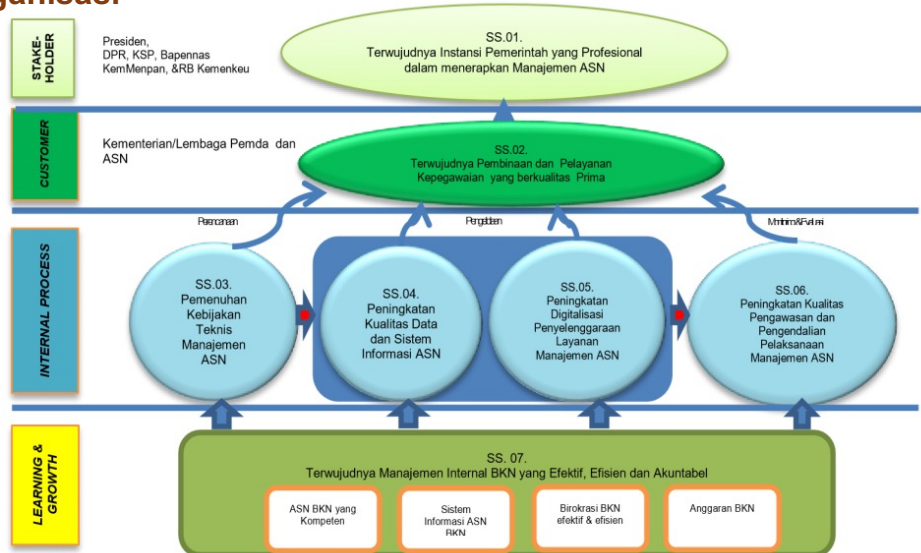 STAKE-
HOLDER
Presiden,
DPR, KSP, Bapennas
KemMenpan, &RB Kemenkeu
SS.01.
Terwujudnya Instansi Pemerintah yang Profesional
dalam menerapkan Manajemen ASN
CUSTOMER
Kementerian/Lembaga Pemda dan
ASN
SS.02.
Terwujudnya Pembinaan dan Pelayanan
Kepegawaian yang berkualitas Prima
Perencanaan
Pengelolaan
Monitoring & Evaluasi
INTERNAL PROCESS
SS.03.
Pemenuhan
Kebijakan
Teknis
Manajemen
ASN
SS.04.
Peningkatan
Kualitas Data
dan Sistem
Informasi ASN
SS.05.
Peningkatan
Digitalisasi
Penyelenggaraan
Layanan
Manajemen ASN
SS.06.
Peningkatan Kualitas
Pengawasan dan
Pengendalian
Pelaksanaan
Manajemen ASN
LEARNING &
GROWTH
SS. 07.
Terwujudnya Manajemen Internal BKN yang Efektif, Efisien dan Akuntabel
ASN BKN yang
Kompeten
Sistem
Informasi ASN
BKN
Birokrasi BKN
efektif & efisien
Anggaran BKN